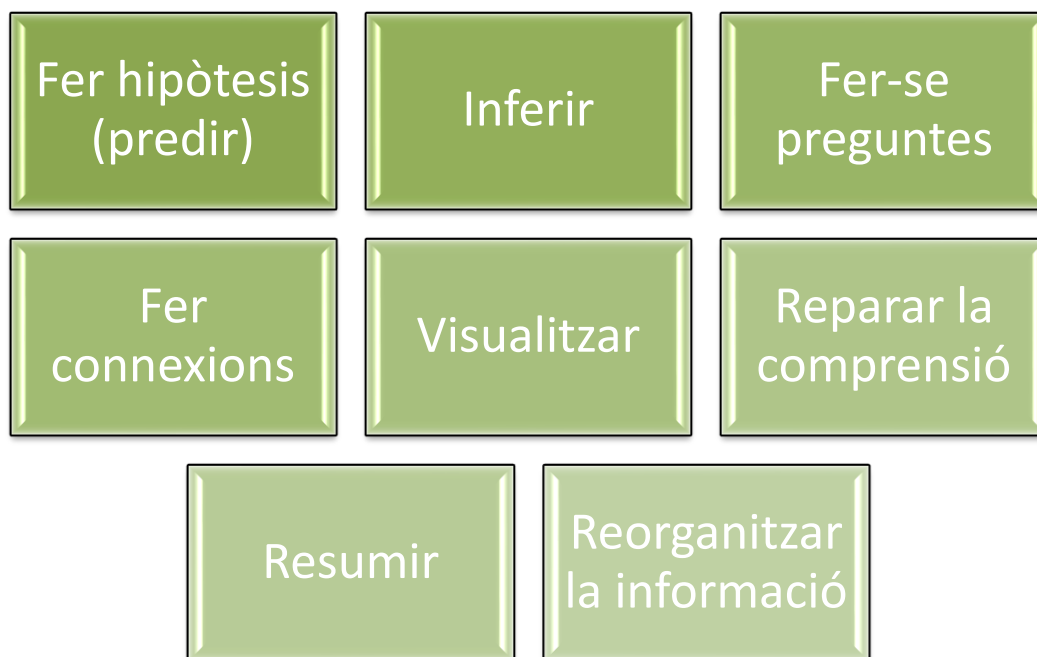 Fer hipòtesis
(predir)
Inferir
Fer-se
preguntes
Fer
connexions
Visualitzar
Reparar la
comprensió
Resumir
Reorganitzar
la informació